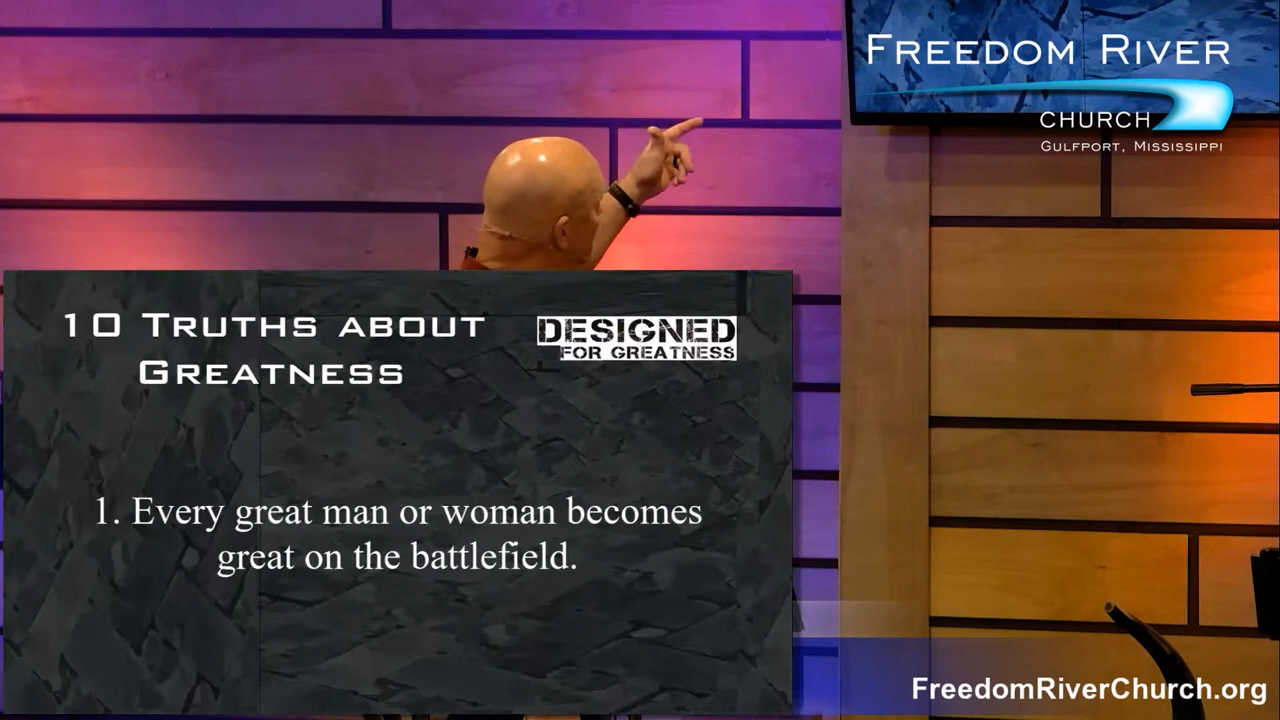 FREEDOM RIVER
CHURCH
GULFPORT, MISSISSIPPI
10 TRUTHS ABOUT
GREATNESS
DESIGNED
FOR GREATNESS
1. Every great man or woman becomes
great on the battlefield.
FreedomRiverChurch.org